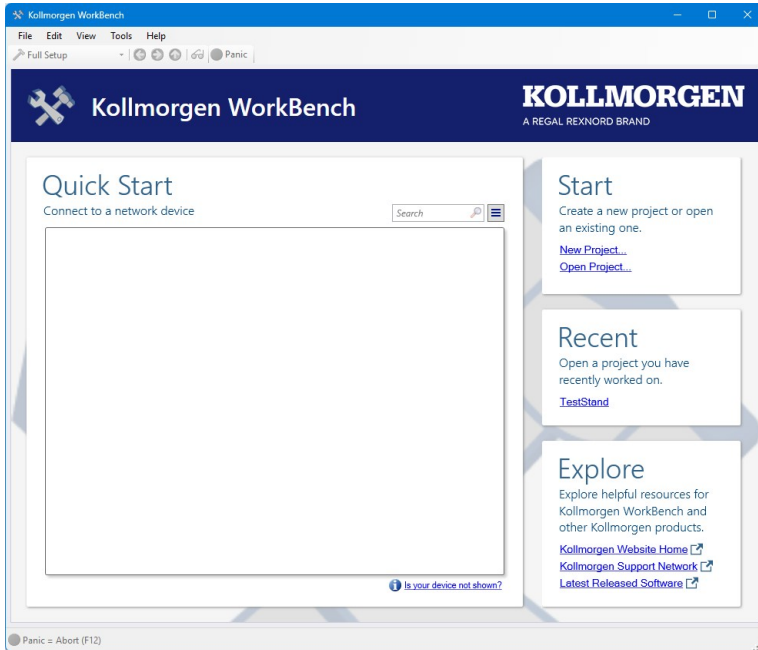 Kollmorgen WorkBench
File Edit View Tools Help
Full Setup Panic
Kollmorgen WorkBench
KOLLMORGEN
A REGAL REXNORD BRAND
Quick Start
Connect to a network device
Search
Is your device not shown?
Start
Create a new project or open
an existing one.
New Project...
Open Project...
Recent
Open a project you have
recently worked on.
TestStand
Explore
Explore helpful resources for
Kollmorgen WorkBench and
other Kollmorgen products.
Kollmorgen Website Home
Kollmorgen Support Network
Latest Released Software
Panic = Abort (F12)